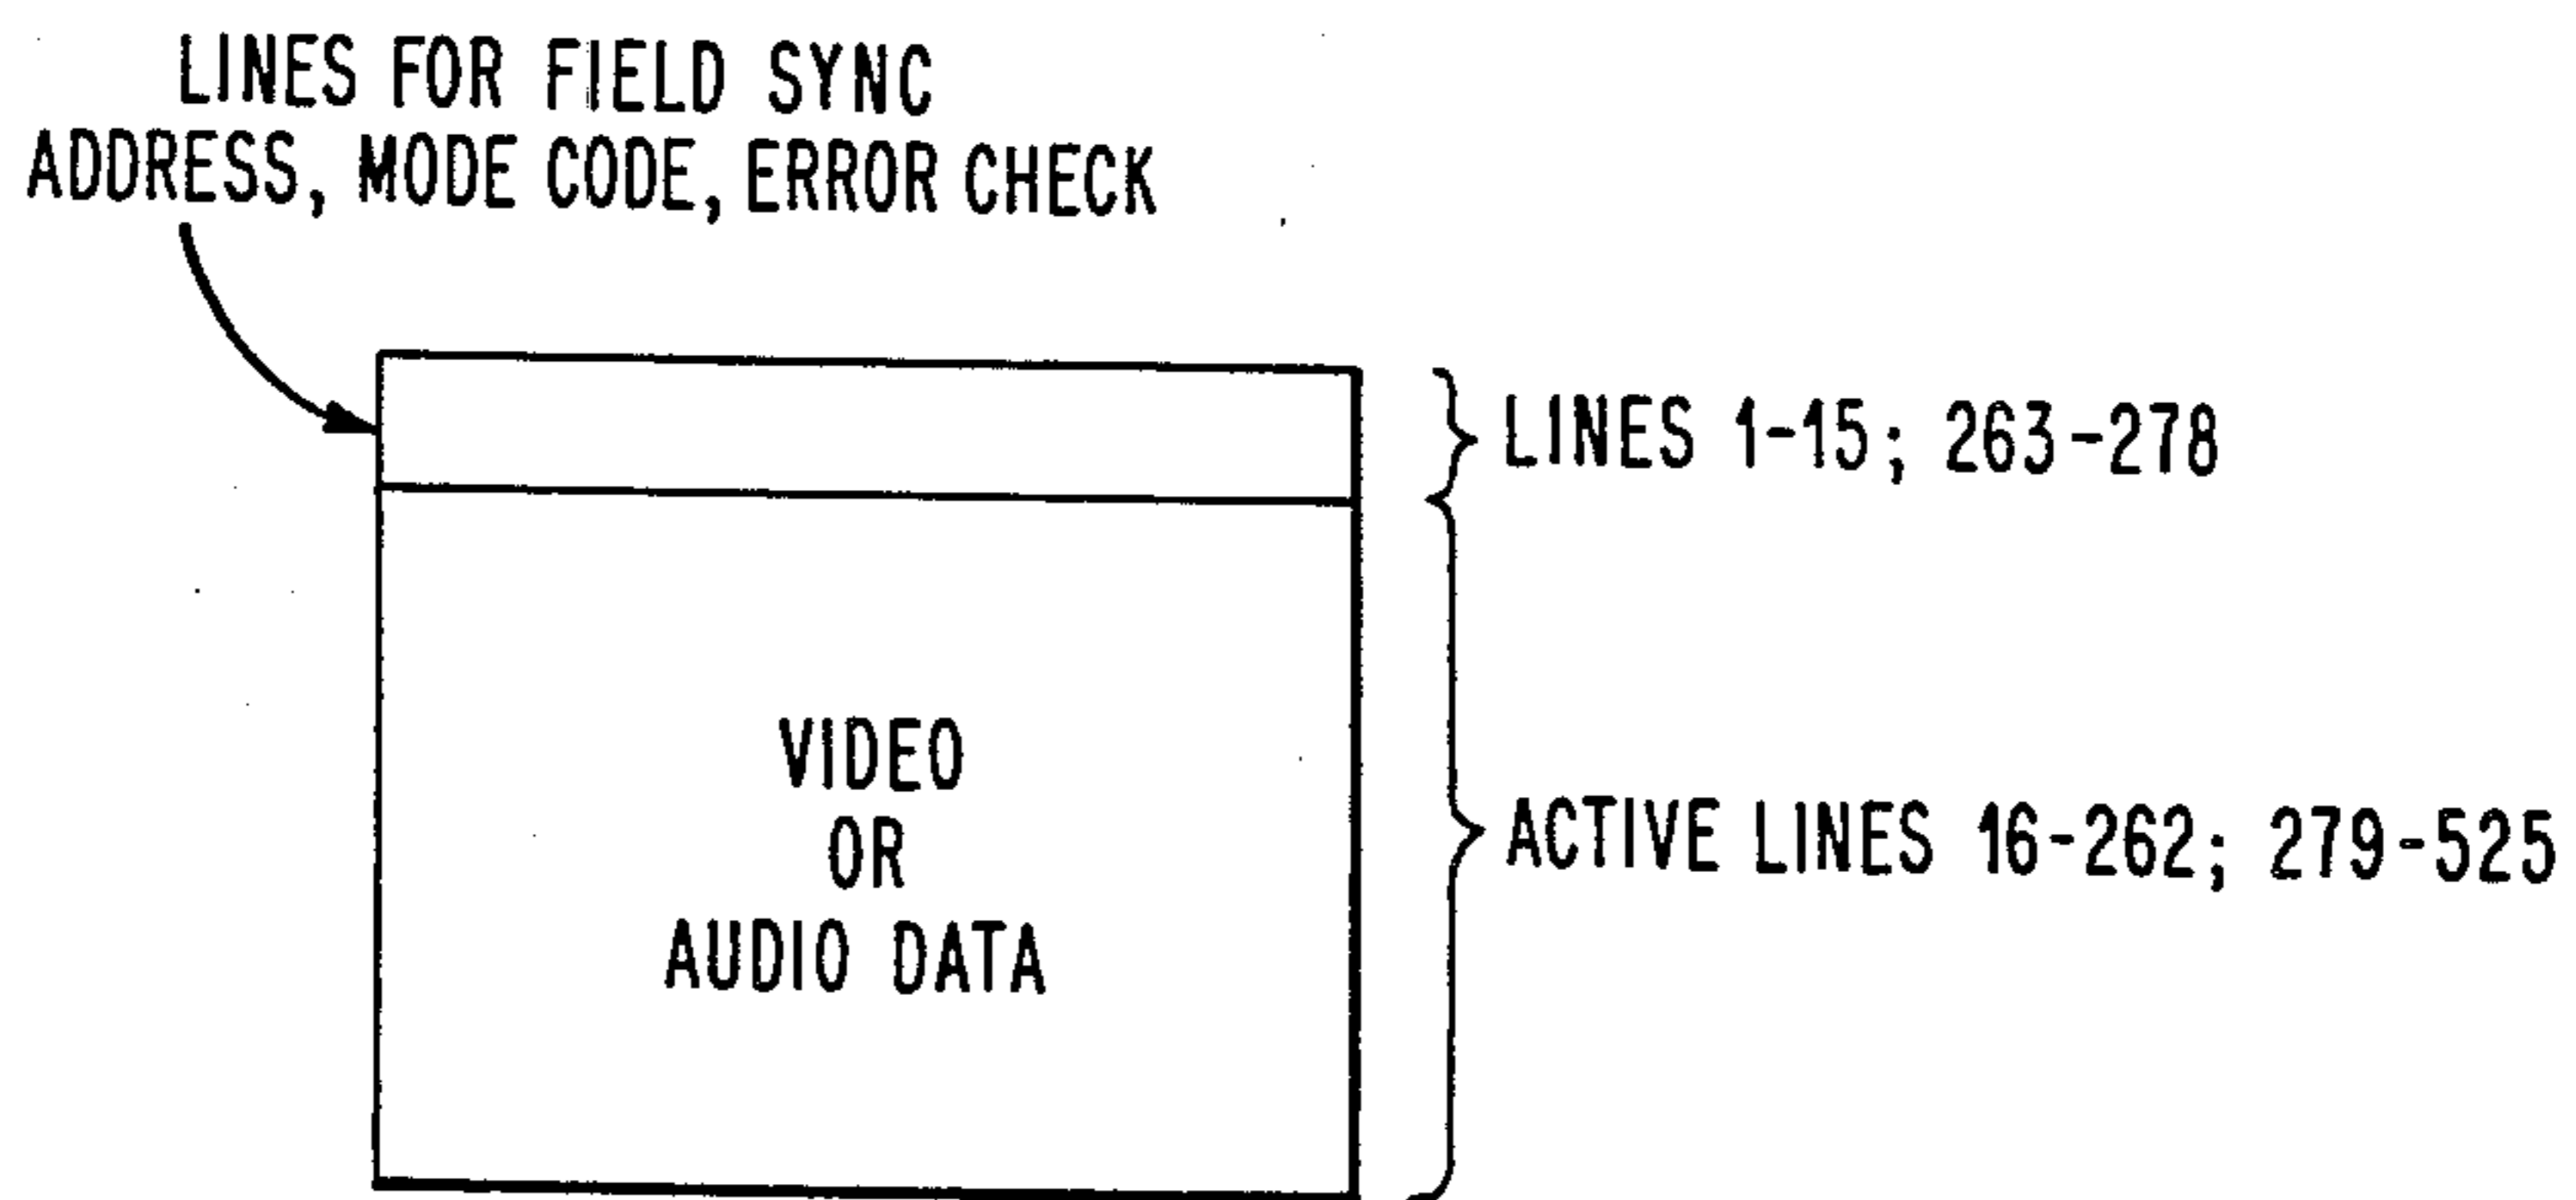 LINES FOR FIELD SYNC
ADDRESS, MODE CODE, ERROR CHECK
LINES 1-15; 263-278
VIDEO
OR
AUDIO DATA
ACTIVE LINES 16-262; 279-525